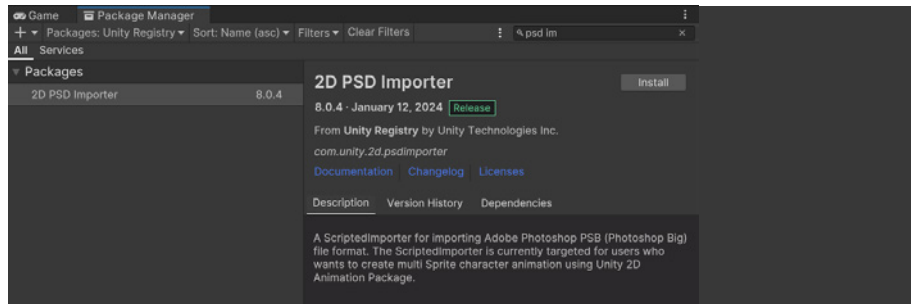 Game Package Manager
Packages: Unity Registry Sort: Name (asc) Filters Clear Filters psd im
All Services
Packages
2D PSD Importer 8.0.4
2D PSD Importer Install
8.0.4 · January 12, 2024 Release
From Unity Registry by Unity Technologies Inc.
com.unity.2d.psdimporter
Documentation Changelog Licenses
Description Version History Dependencies
A ScriptedImporter for importing Adobe Photoshop PSB (Photoshop Big)
file format. The ScriptedImporter is currently targeted for users who
wants to create multi Sprite character animation using Unity 2D
Animation Package.